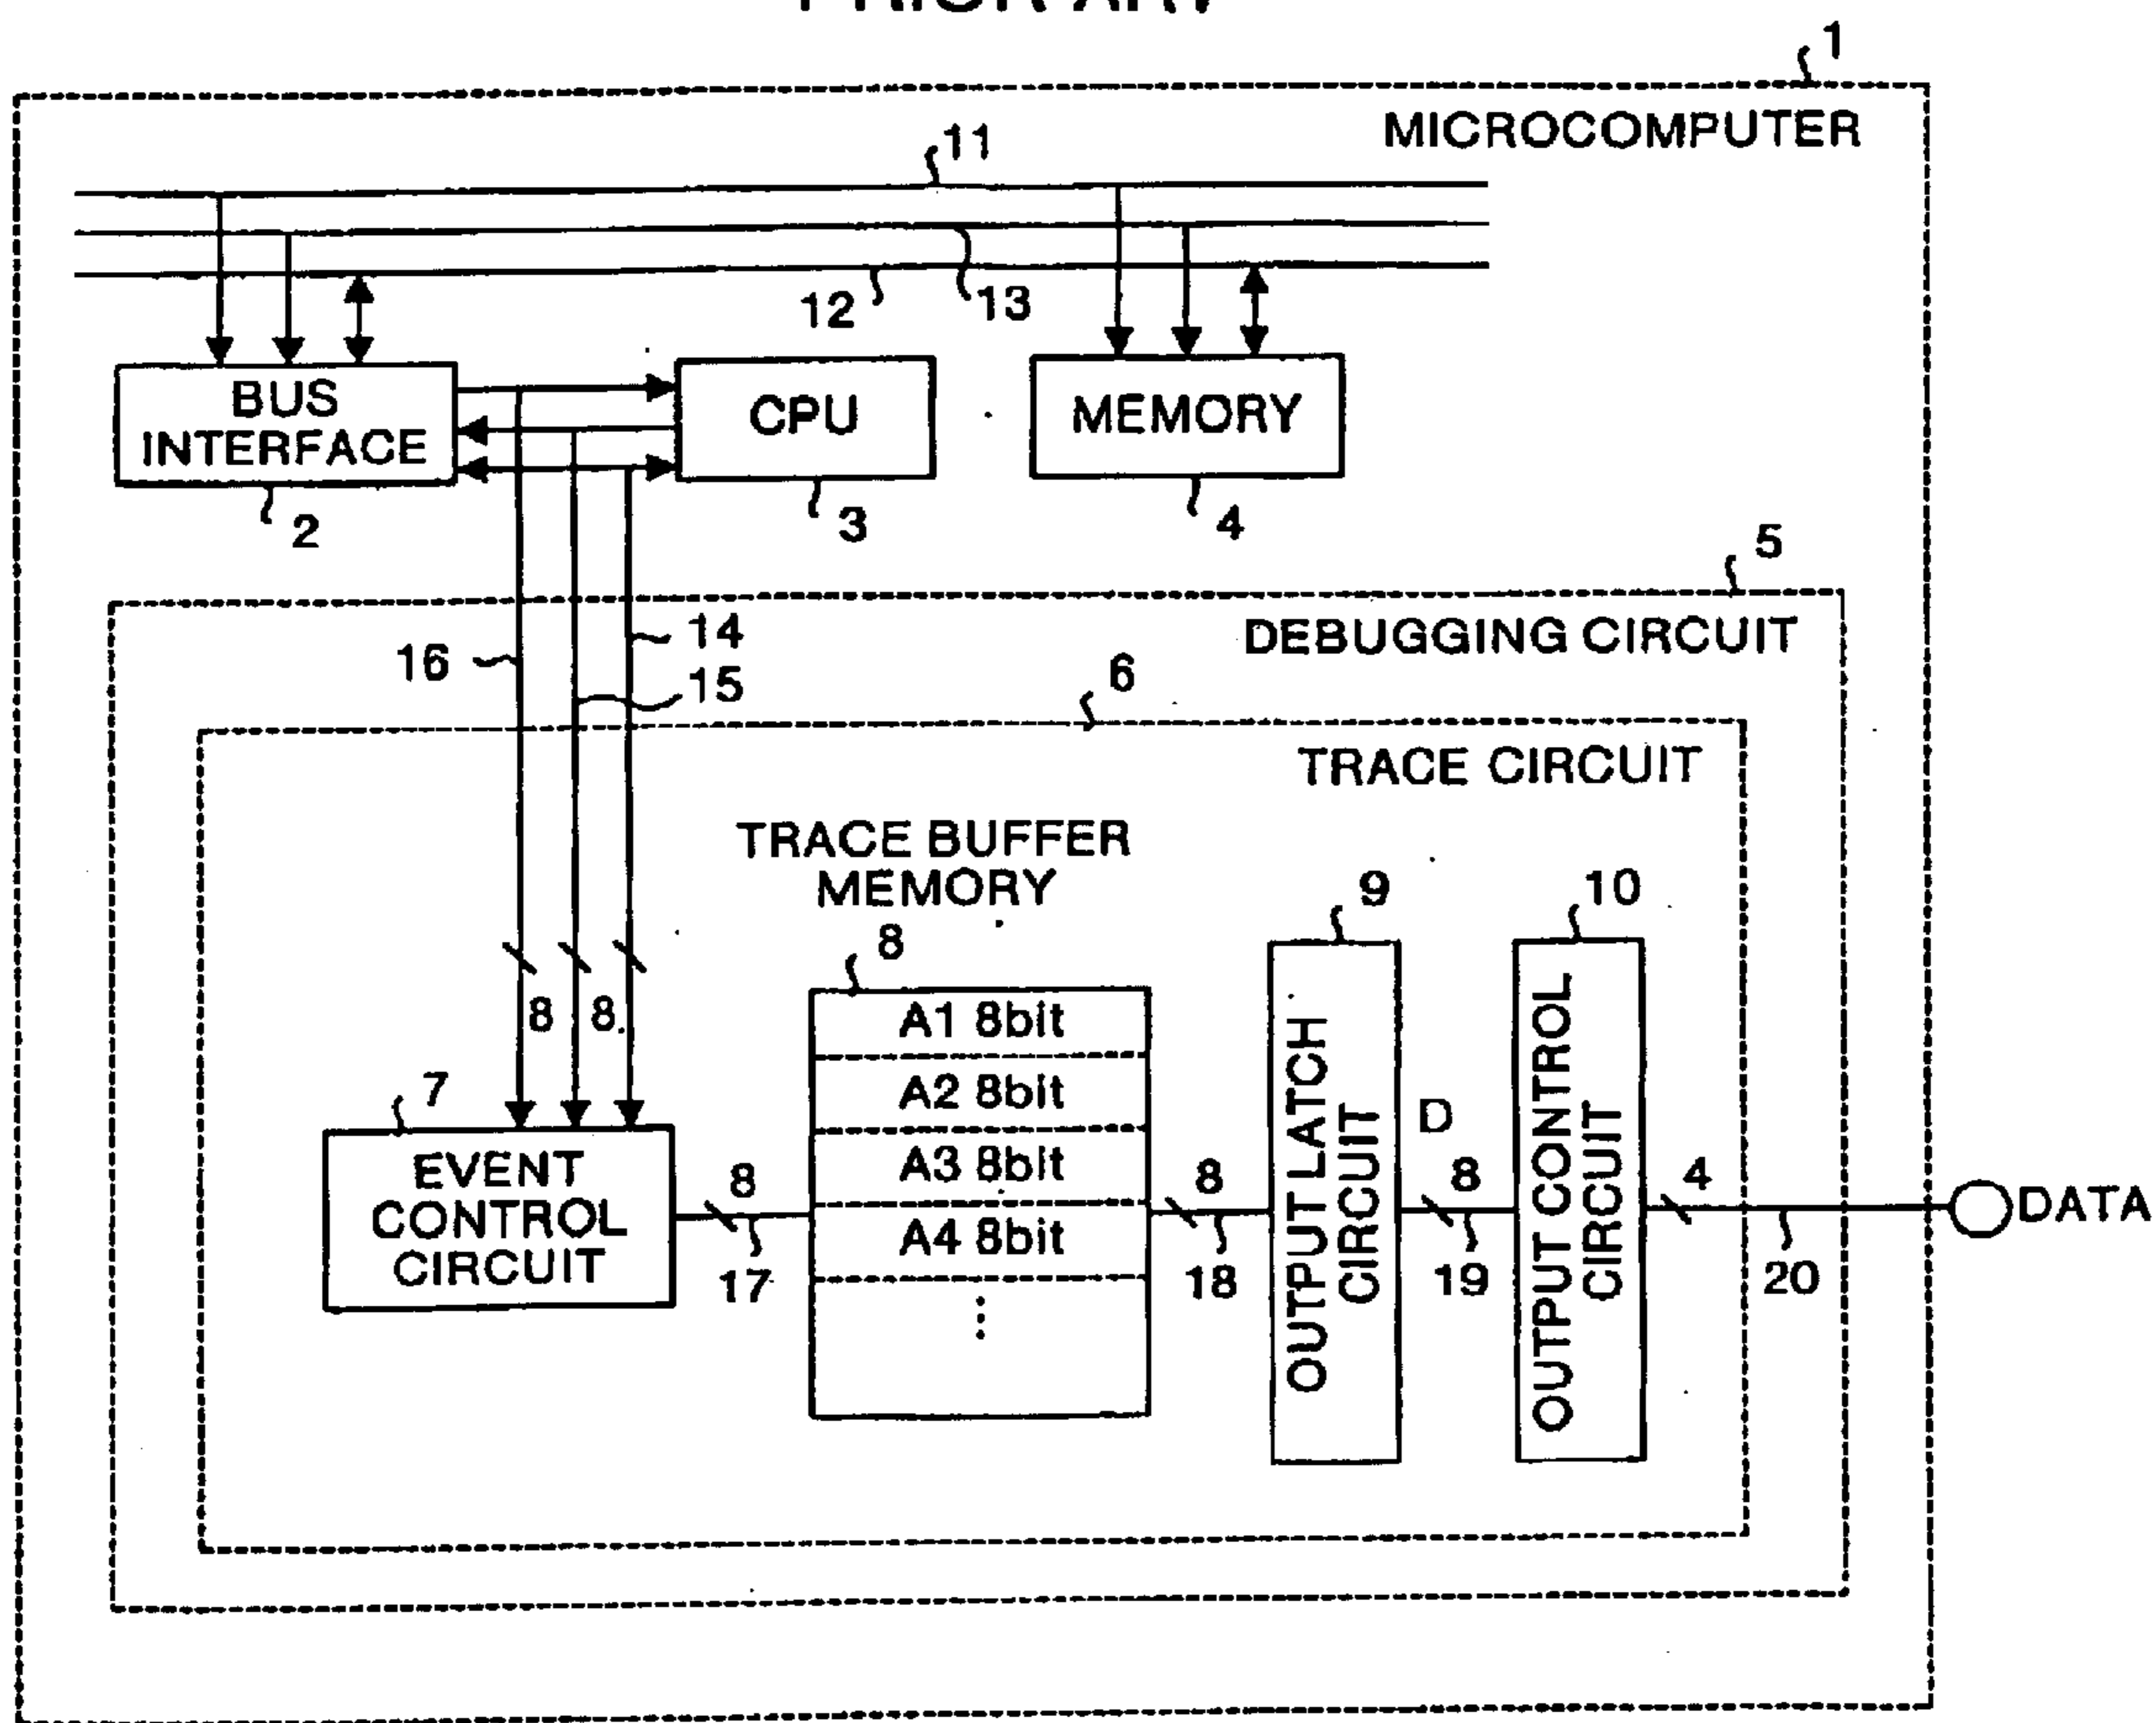 PRIOR ART
1
MICROCOMPUTER
11
12
13
BUS
INTERFACE
CPU
MEMORY
2
3
4
5
DEBUGGING CIRCUIT
14
16
15
6
TRACE CIRCUIT
TRACE BUFFER
MEMORY
8
9
10
8
8
A1 8bit
A2 8bit
A3 8bit
A4 8bit
7
EVENT
CONTROL
CIRCUIT
8
17
8
18
OUTPUT LATCH
CIRCUIT
D
8
19
OUTPUT CONTROL
CIRCUIT
4
20
DATA